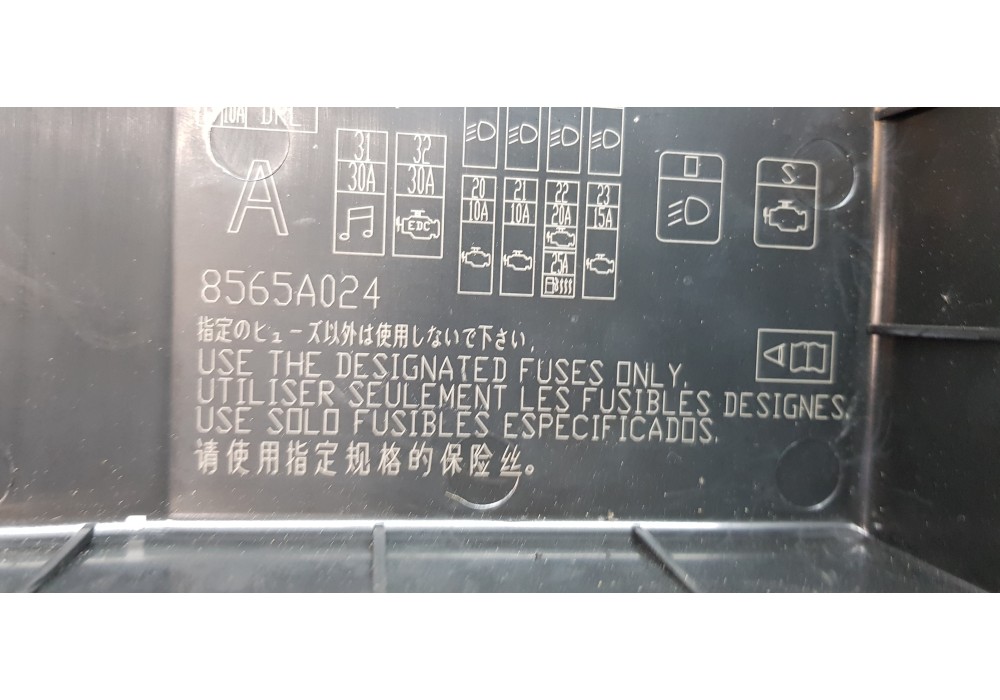 10A DRL
31 32
30A 30A
20 21 22 23
10A 10A 20A 15A
EDC
25A
S
A
8565A024
指定のヒューズ以外は使用しないで下さい.
USE THE DESIGNATED FUSES ONLY.
UTILISER SEULEMENT LES FUSIBLES DESIGNES.
USE SOLO FUSIBLES ESPECIFICADOS.
请使用指定规格的保险丝。